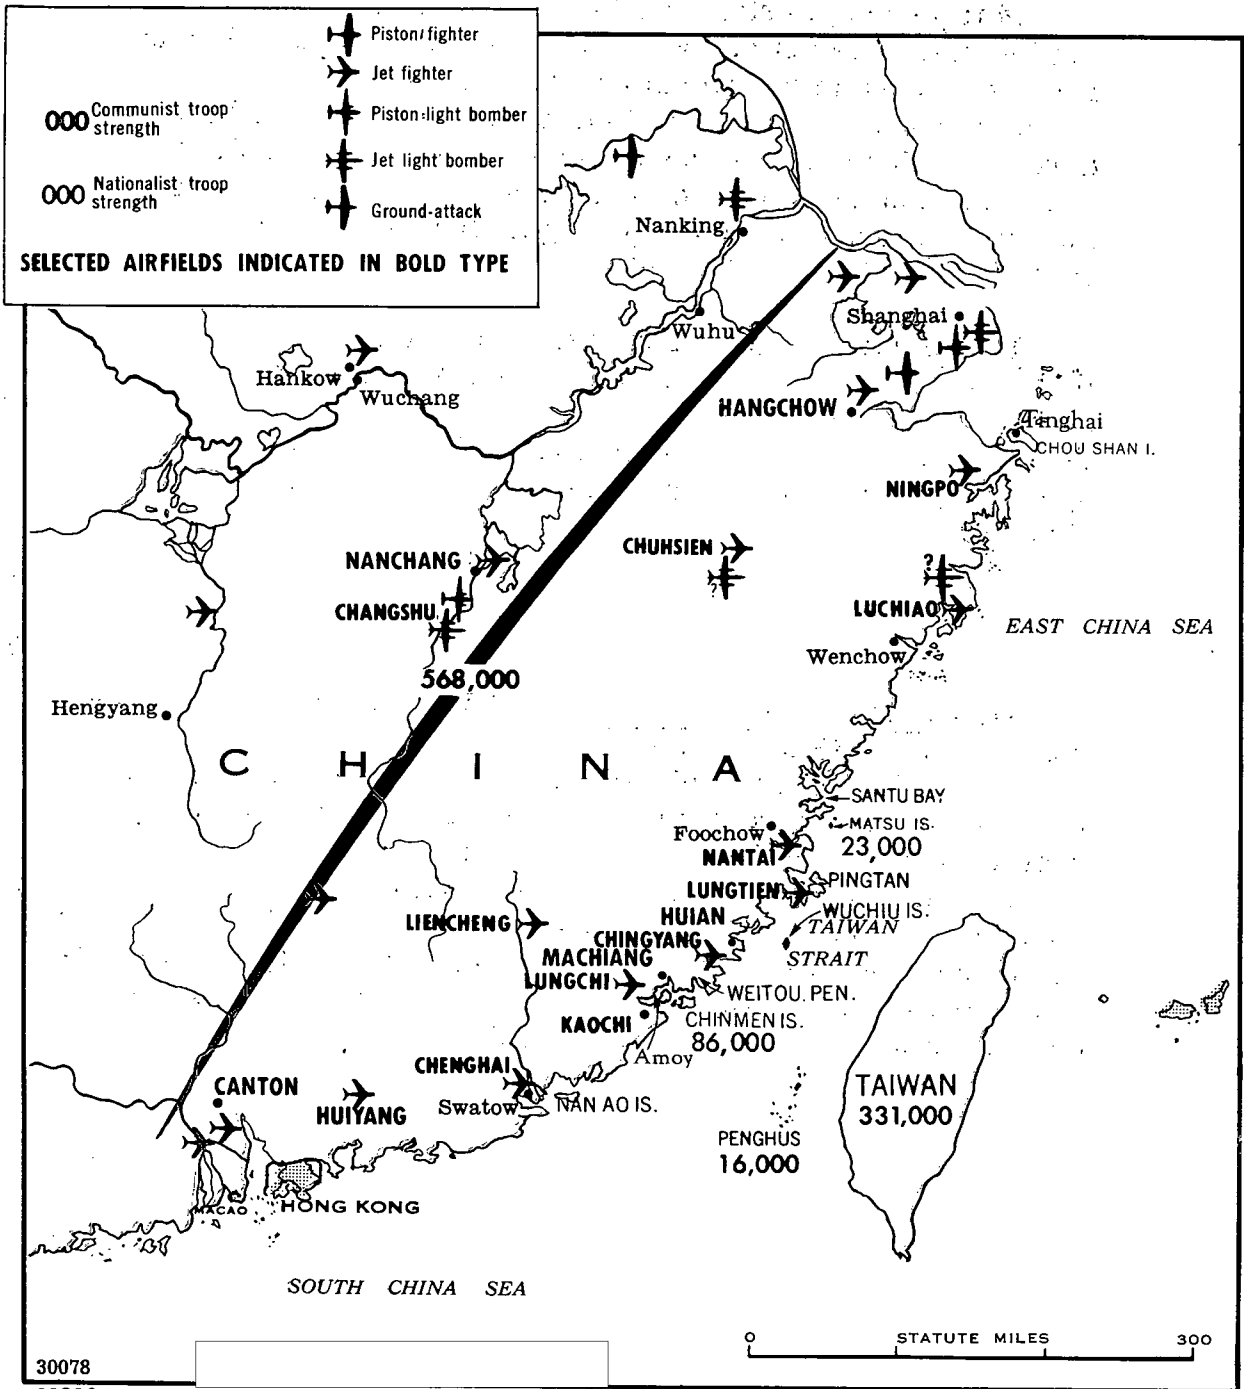 Piston fighter
Jet fighter
000 Communist troop
strength
Piston-light bomber
Jet light bomber
000 Nationalist troop
strength
Ground-attack
SELECTED AIRFIELDS INDICATED IN BOLD TYPE
Nanking
Wuhu
Shanghai
Hankow
Wuchang
HANGCHOW
Tinghai
CHOU SHAN I.
NINGPO
NANCHANG
CHUHSIEN
?
?
CHANGSHU
LUCHIAO
EAST CHINA SEA
Wenchow
568,000
Hengyang
CHINA
SANTU BAY
MATSU IS.
23,000
Foochow
NANTAI
LUNGTIEN
PINGTAN
HUIAN
WUCHIU IS.
LIENCHENG
CHINGYANG
TAIWAN
STRAIT
MACHIANG
LUNGCHI
WEITOU PEN.
KAOCHI
CHINMEN IS.
86,000
Amoy
CHENGHAI
CANTON
HUIYANG
Swatow
NAN AO IS.
TAIWAN
331,000
PENGHUS
16,000
MACAO
HONG KONG
SOUTH CHINA SEA
0 STATUTE MILES 300
30078